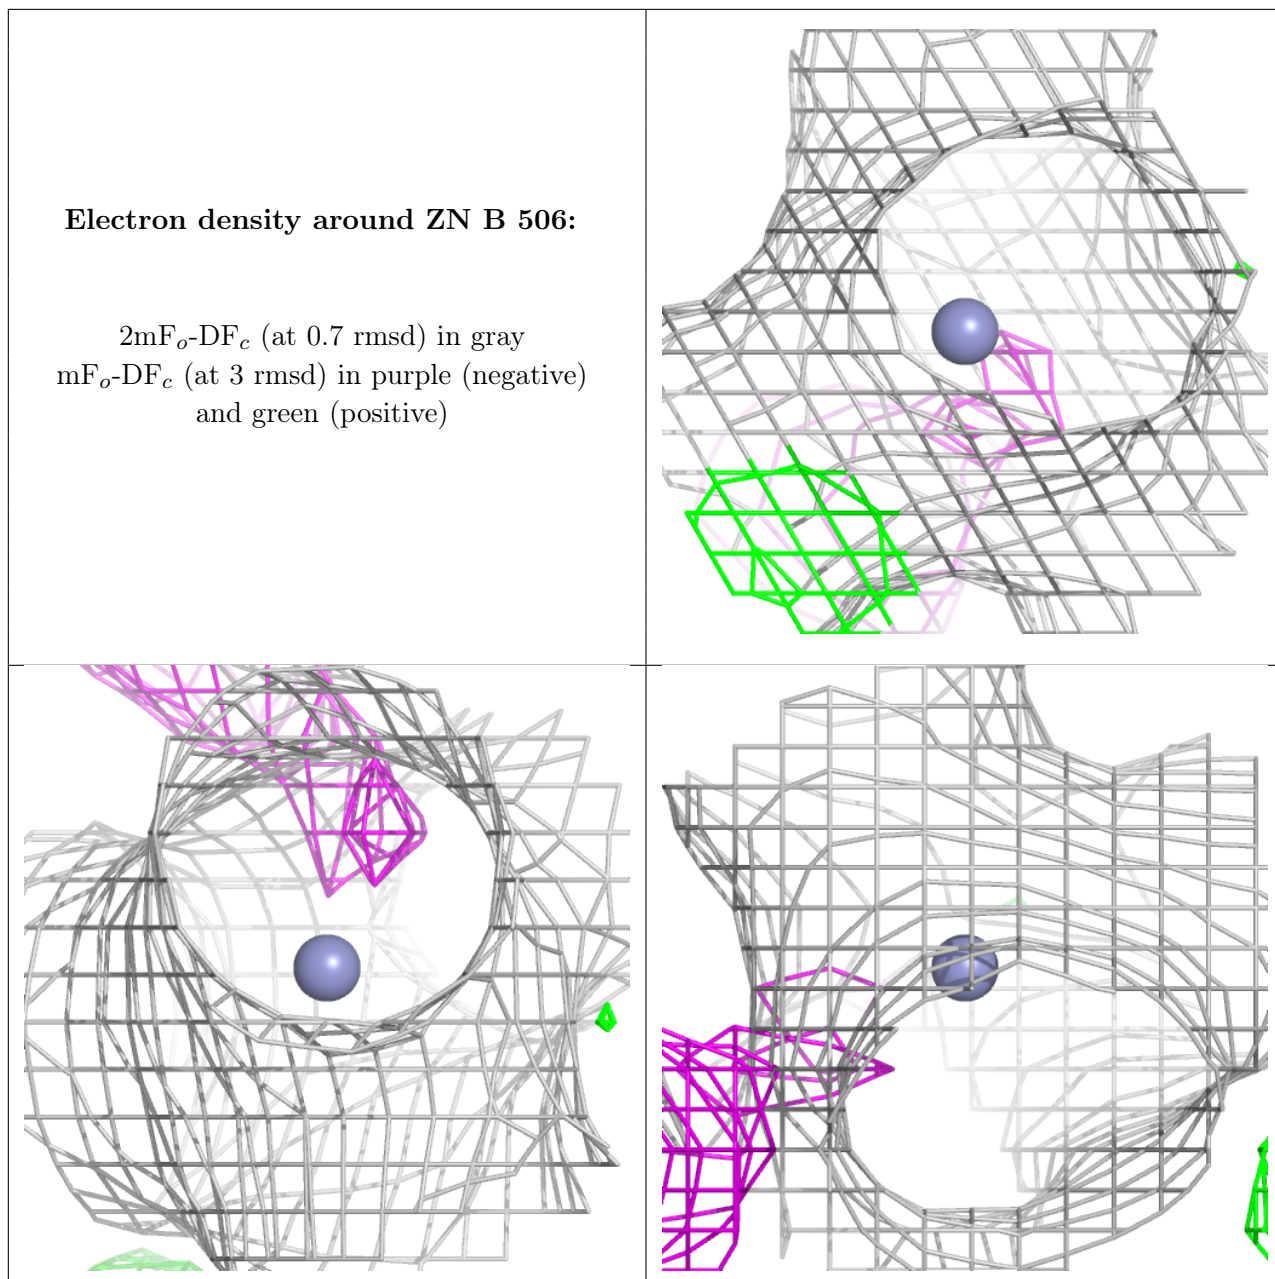 Electron density around ZN B 506:
2mFo-DFc (at 0.7 rmsd) in gray
mFo-DFc (at 3 rmsd) in purple (negative)
and green (positive)